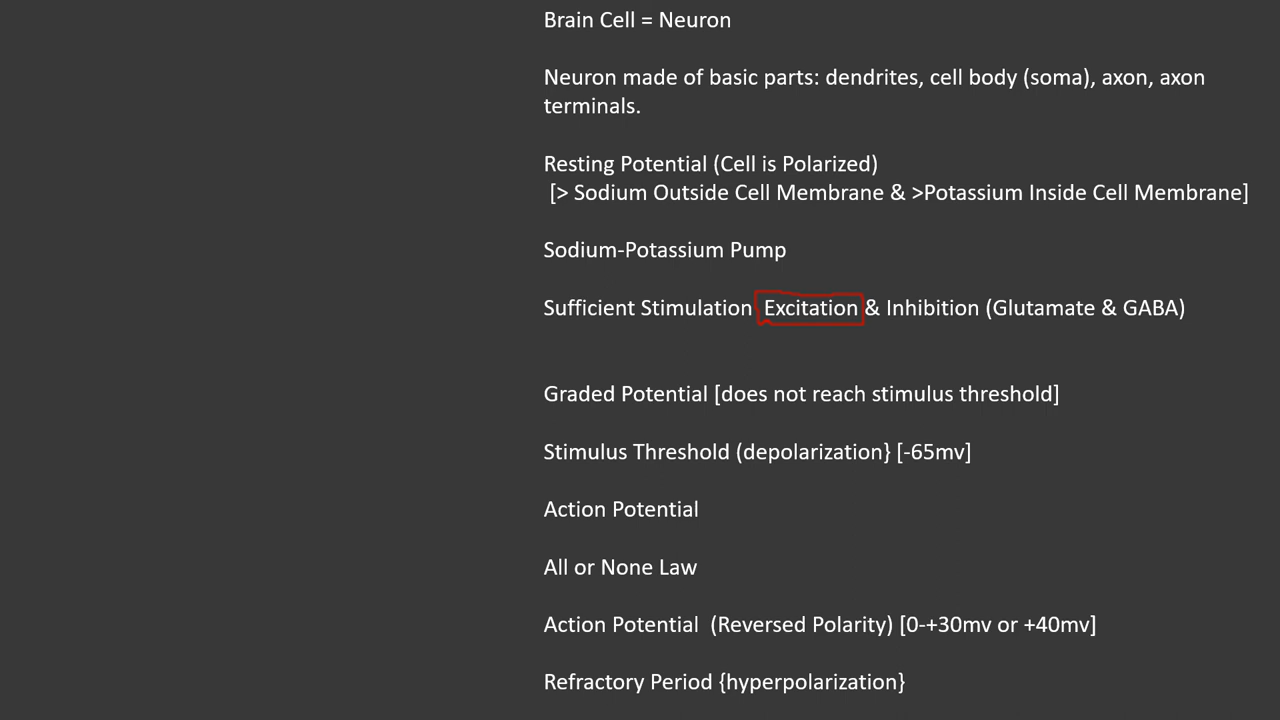 Brain Cell = Neuron
Neuron made of basic parts: dendrites, cell body (soma), axon, axon
terminals.
Resting Potential (Cell is Polarized)
[> Sodium Outside Cell Membrane & >Potassium Inside Cell Membrane]
Sodium-Potassium Pump
Sufficient Stimulation Excitation & Inhibition (Glutamate & GABA)
Graded Potential [does not reach stimulus threshold]
Stimulus Threshold (depolarization} [-65mv]
Action Potential
All or None Law
Action Potential (Reversed Polarity) [0-+30mv or +40mv]
Refractory Period {hyperpolarization}